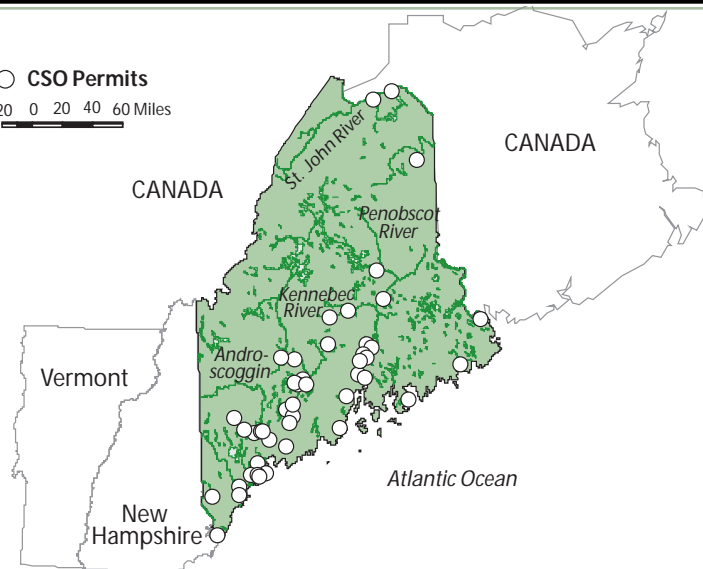 CSO Permits
20 0 20 40 60 Miles
CANADA
CANADA
St. John River
Penobscot
River
Kennebec
River
Andro-
scoggin
Vermont
New
Hampshire
Atlantic Ocean